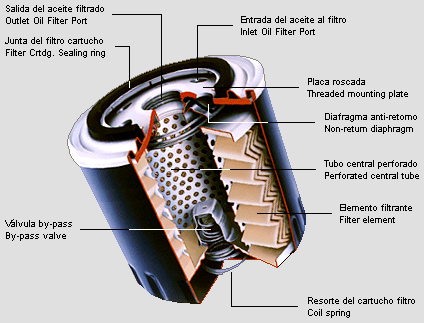 Salida del aceite filtrado
Outlet Oil Filter Port
Junta del filtro cartucho
Filter Crtdg. Sealing ring
Entrada del aceite al filtro
Inlet Oil Filter Port
Placa roscada
Threaded mounting plate
Diafragma anti-retorno
Non-return diaphragm
Tubo central perforado
Perforated central tube
Elemento filtrante
Filter element
Válvula by-pass
By-pass valve
Resorte del cartucho filtro
Coil spring